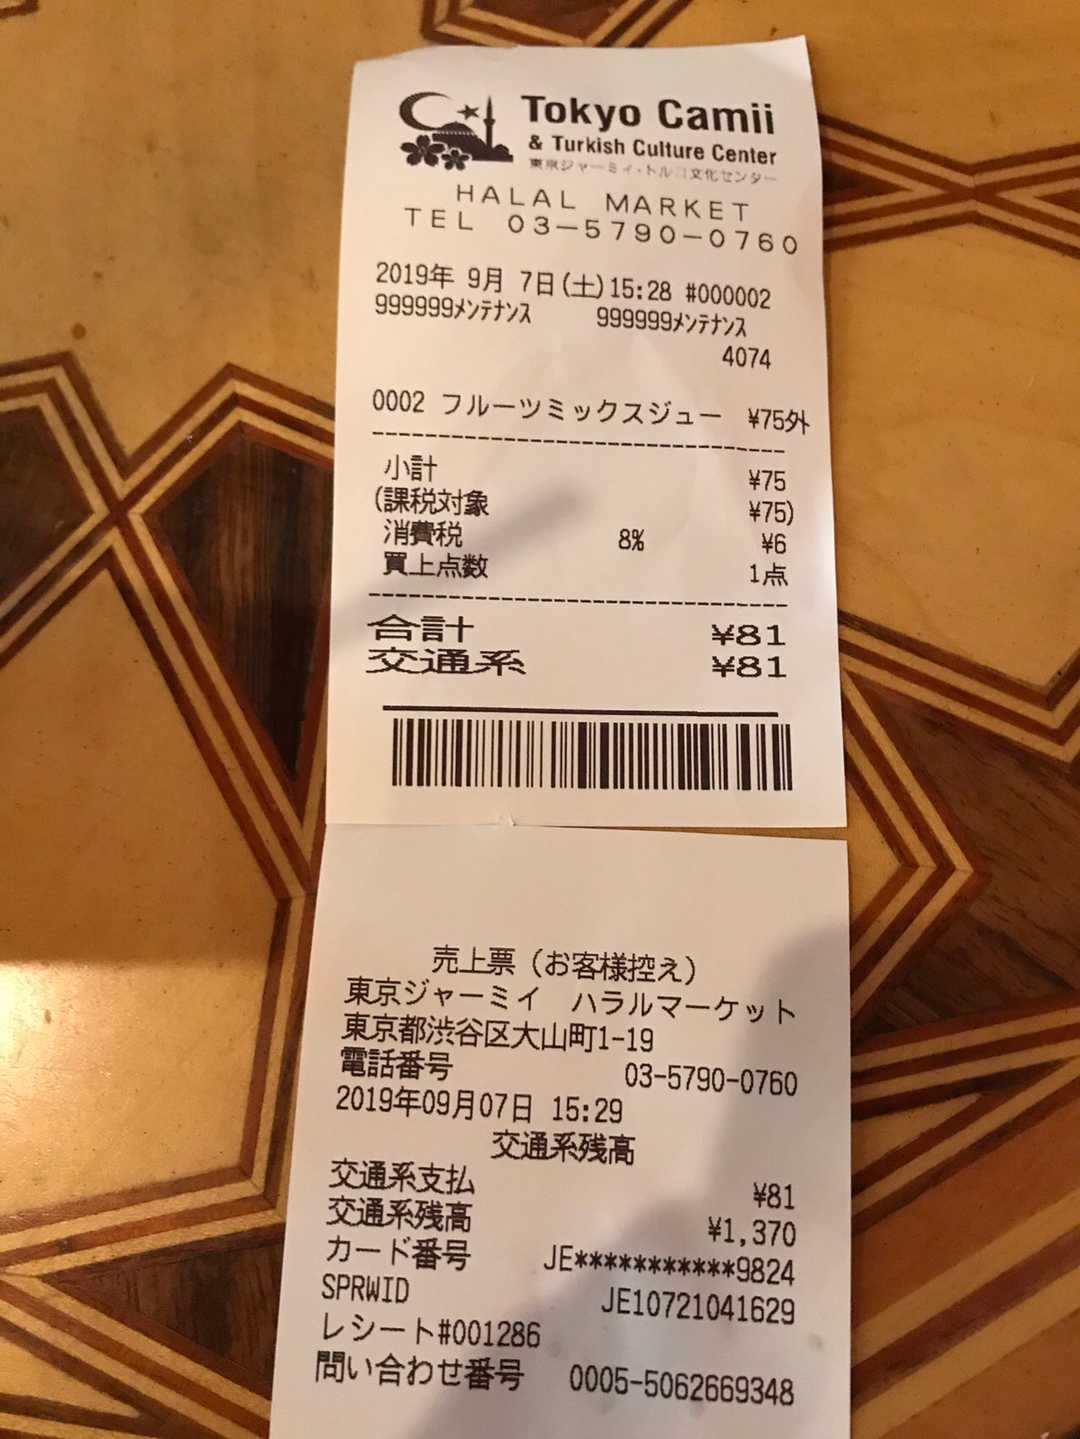 Tokyo Camii
& Turkish Culture Center
東京ジャーミイ・トルコ文化センター
HALAL MARKET
TEL 03-5790-0760
2019年 9月 7日(土)15:28 #000002
999999メンテナンス 999999メンテナンス
4074
0002 フルーツミックスジュー ¥75外
小計 ¥75
(課税対象 ¥75)
消費税 8% ¥6
買上点数 1点
合計 ¥81
交通系 ¥81
売上票(お客様控え)
東京ジャーミイ ハラルマーケット
東京都渋谷区大山町1-19
電話番号 03-5790-0760
2019年09月07日 15:29
交通系残高
交通系支払 ¥81
交通系残高 ¥1,370
カード番号 JE***********9824
SPRWID JE10721041629
レシート#001286
問い合わせ番号 0005-5062669348